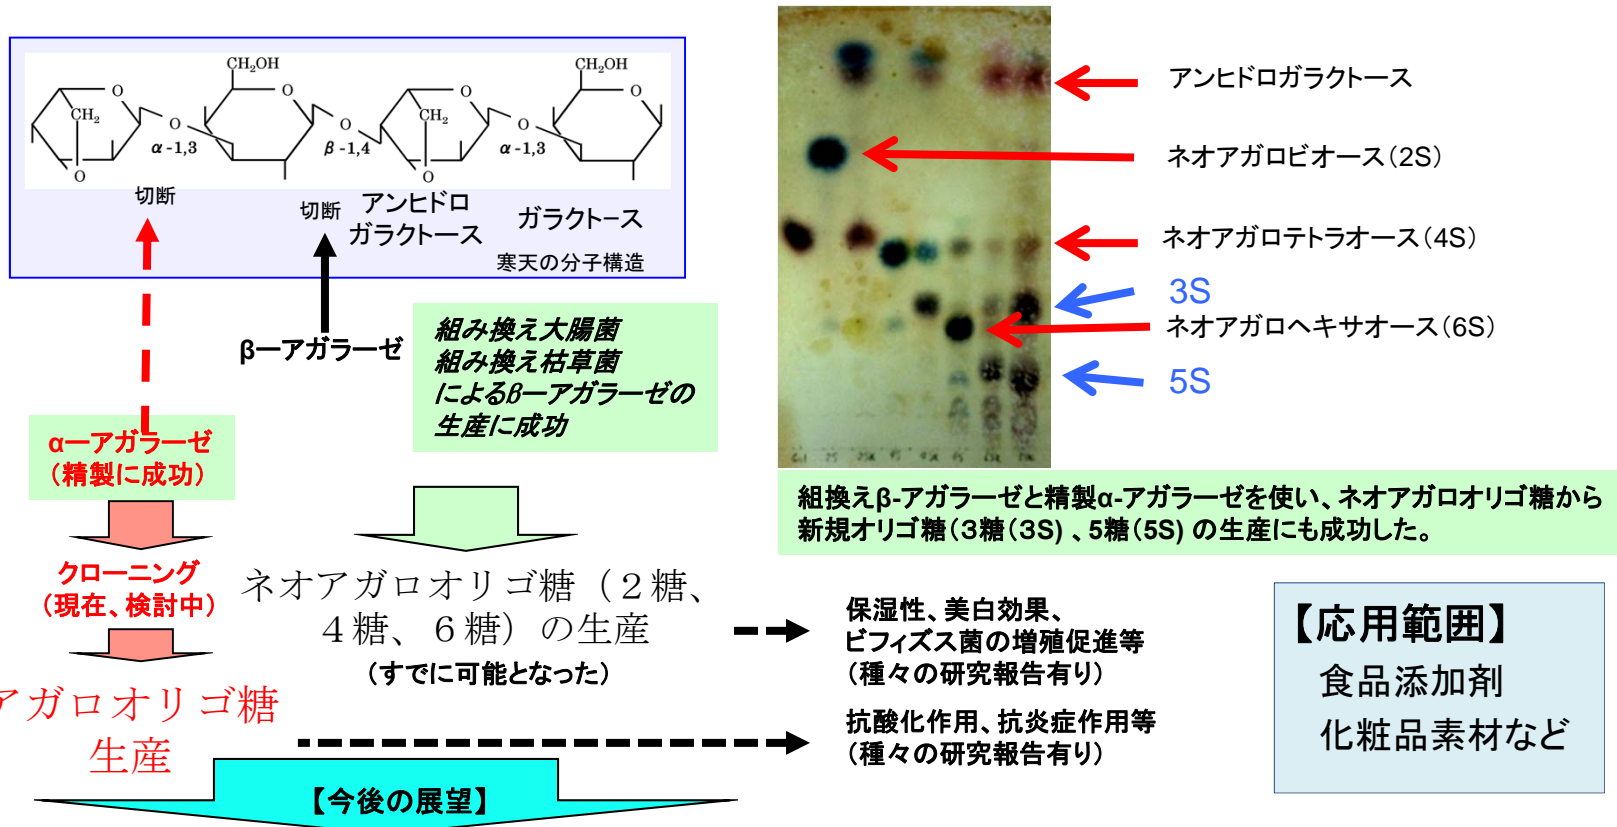 CH₂OH
CH₂OH
O
O
O
O
CH₂
CH₂
O
O
O
α-1,3
β-1,4
α-1,3
O
O
切断
切断
アンヒドロ
ガラクトース
ガラクトース
寒天の分子構造
β－アガラーゼ
組み換え大腸菌
組み換え枯草菌
によるβ－アガラーゼの
生産に成功
α－アガラーゼ
（精製に成功）
クローニング
（現在、検討中）
アガロオリゴ糖
生産
ネオアガロオリゴ糖（２糖、
４糖、６糖）の生産
（すでに可能となった）
【今後の展望】
アンヒドロガラクトース
ネオアガロビオース（2S）
ネオアガロテトラオース（4S）
3S
ネオアガロヘキサオース（6S）
5S
組換えβ-アガラーゼと精製α-アガラーゼを使い、ネオアガロオリゴ糖から
新規オリゴ糖（３糖（3S）、5糖（5S) の生産にも成功した。
保湿性、美白効果、
ビフィズス菌の増殖促進等
（種々の研究報告有り）
抗酸化作用、抗炎症作用等
（種々の研究報告有り）
【応用範囲】
食品添加剤
化粧品素材など